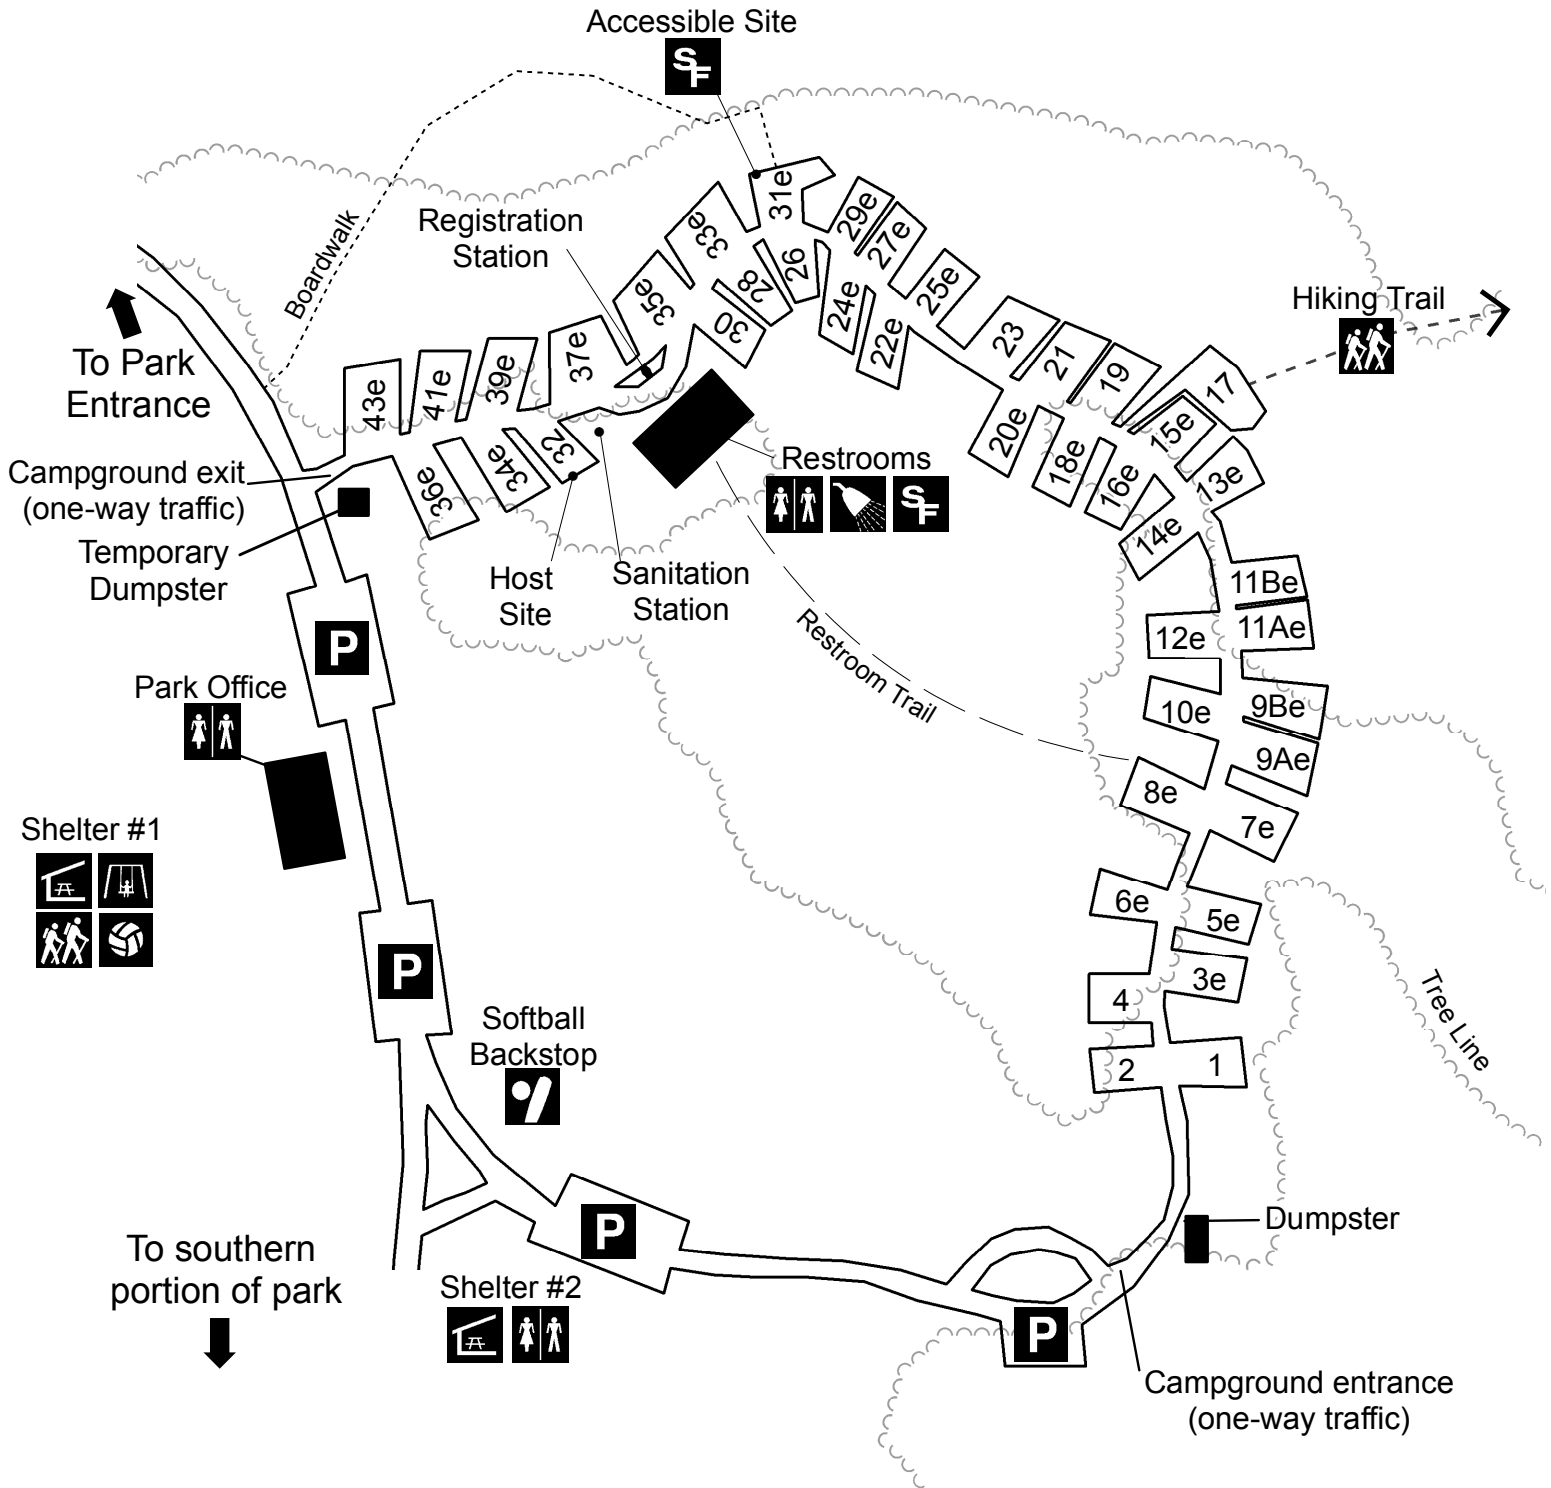 Accessible Site
SF
Registration
Station
Boardwalk
31e
33e
29e
27e
26
28
35e
25e
24e
30
22e
Hiking Trail
To Park
Entrance
37e
39e
41e
43e
23
21
19
17
15e
13e
20e
18e
16e
14e
32
34e
36e
Campground exit
(one-way traffic)
Restrooms
SF
Temporary
Dumpster
Host
Site
Sanitation
Station
Restroom Trail
11Be
11Ae
12e
P
Park Office
10e
9Be
9Ae
8e
7e
Shelter #1
6e
5e
P
3e
4
Tree Line
Softball
Backstop
2
1
Dumpster
P
To southern
portion of park
Shelter #2
P
Campground entrance
(one-way traffic)